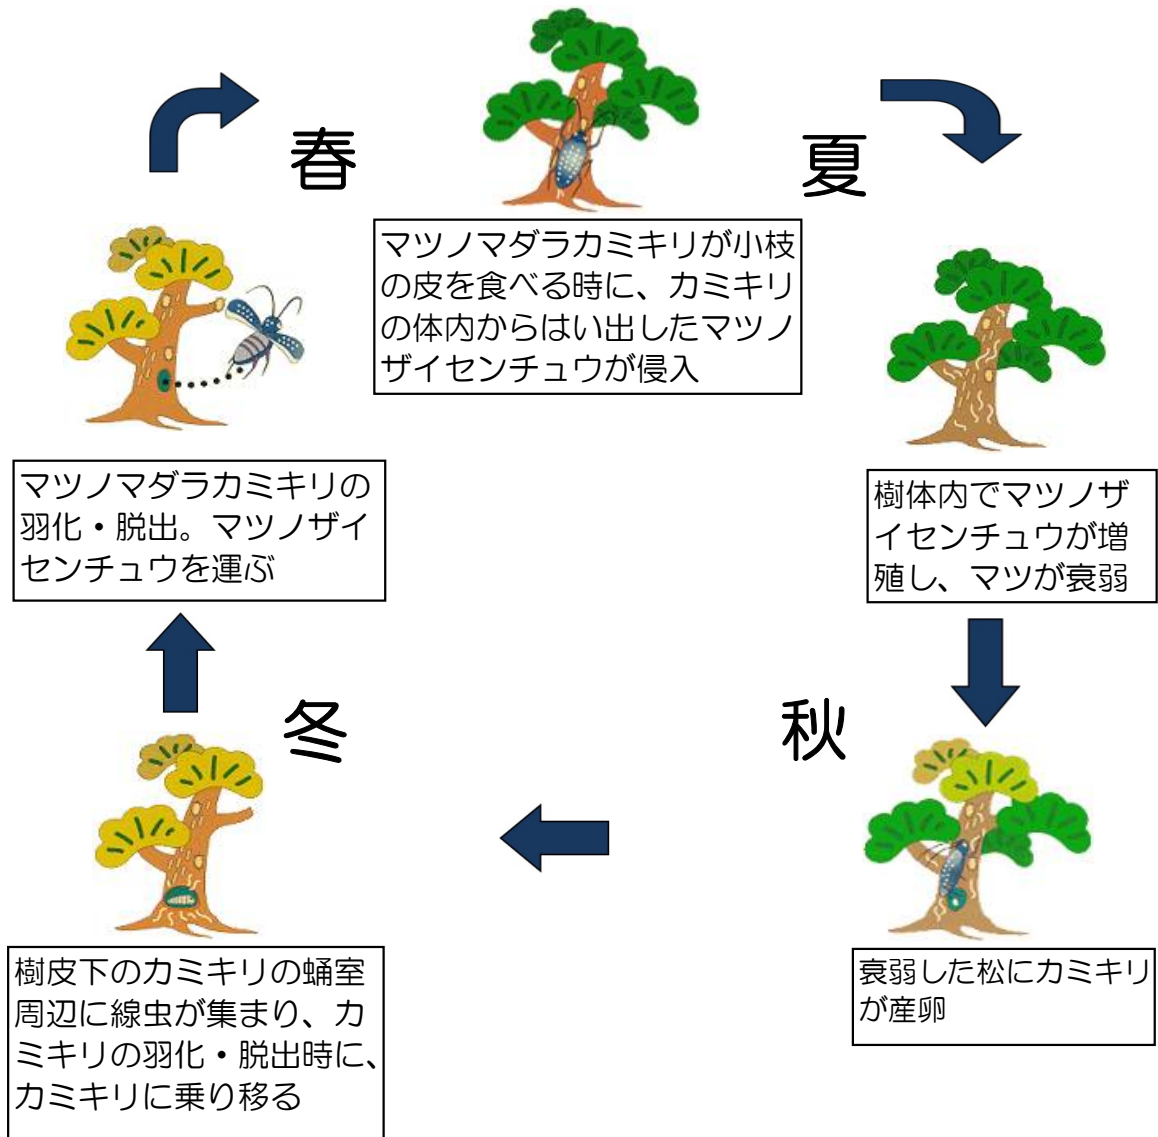 春
夏
マツノマダラカミキリが小枝
の皮を食べる時に、カミキリ
の体内からはい出したマツノ
ザイセンチュウが侵入
樹体内でマツノザ
イセンチュウが増
殖し、マツが衰弱
秋
衰弱した松にカミキリ
が産卵
冬
樹皮下のカミキリの蛹室
周辺に線虫が集まり、カ
ミキリの羽化・脱出時に、
カミキリに乗り移る
マツノマダラカミキリの
羽化・脱出。マツノザイ
センチュウを運ぶ